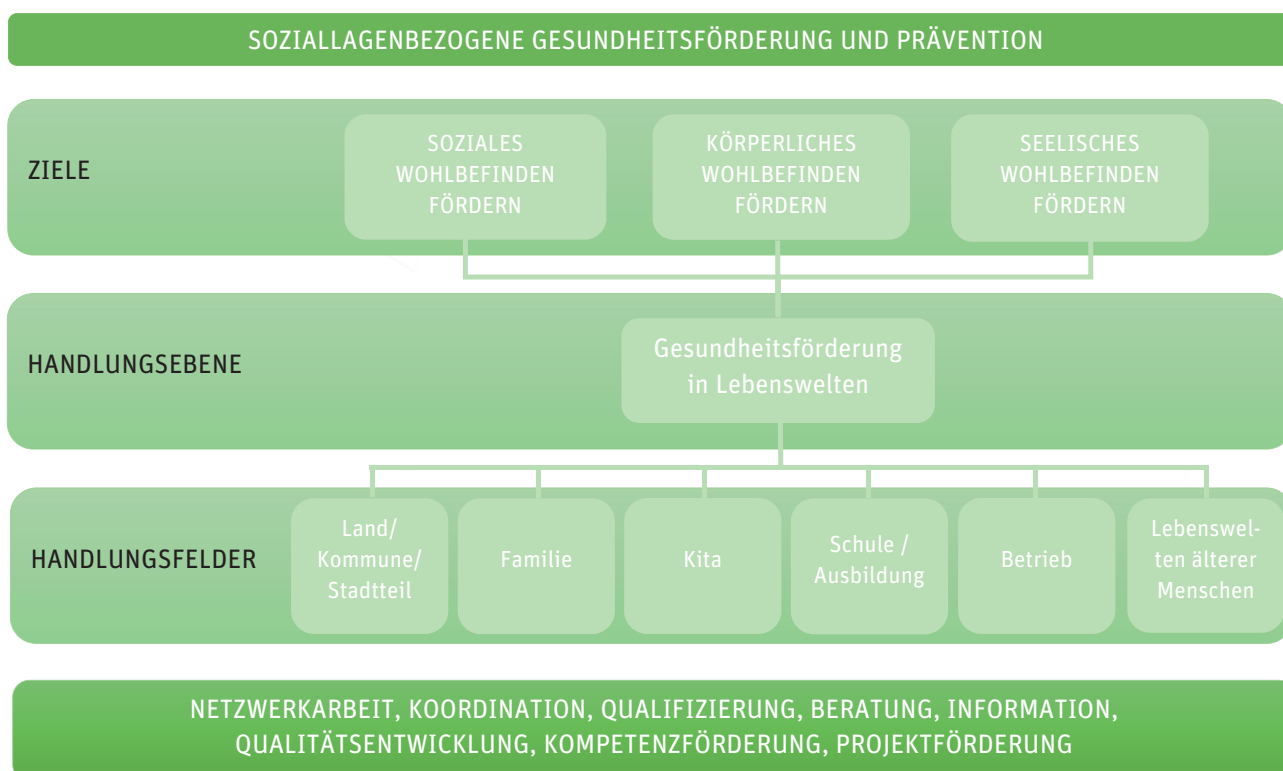 SOZIALLAGENBEZOGENE GESUNDHEITSFÖRDERUNG UND PRÄVENTION
ZIELE
SOZIALES
WOHLBEFINDEN
FÖRDERN
KÖRPERLICHES
WOHLBEFINDEN
FÖRDERN
SEELISCHES
WOHLBEFINDEN
FÖRDERN
HANDLUNGSEBENE
Gesundheitsförderung
in Lebenswelten
HANDLUNGSFELDER
Land/
Kommune/
Stadtteil
Familie
Kita
Schule /
Ausbildung
Betrieb
Lebenswel-
ten älterer
Menschen
NETZWERKARBEIT, KOORDINATION, QUALIFIZIERUNG, BERATUNG, INFORMATION,
QUALITÄTSENTWICKLUNG, KOMPETENZFÖRDERUNG, PROJEKTFÖRDERUNG